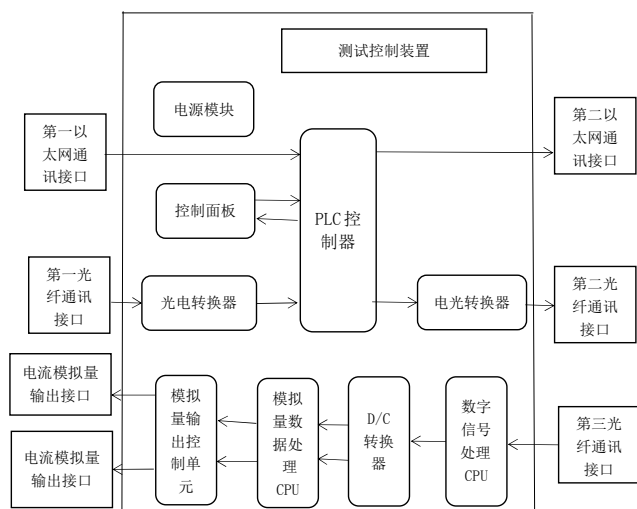 测试控制装置
电源模块
第一以
太网通
讯接口
第二以
太网通
讯接口
控制面板
PLC控
制器
第一光
纤通讯
接口
光电转换器
电光转换器
第二光
纤通讯
接口
电流模拟量
输出接口
电流模拟量
输出接口
模拟
量输
出控
制单
元
模拟
量数
据处
理
CPU
D/C
转换
器
数字
信号
处理
CPU
第三光
纤通讯
接口